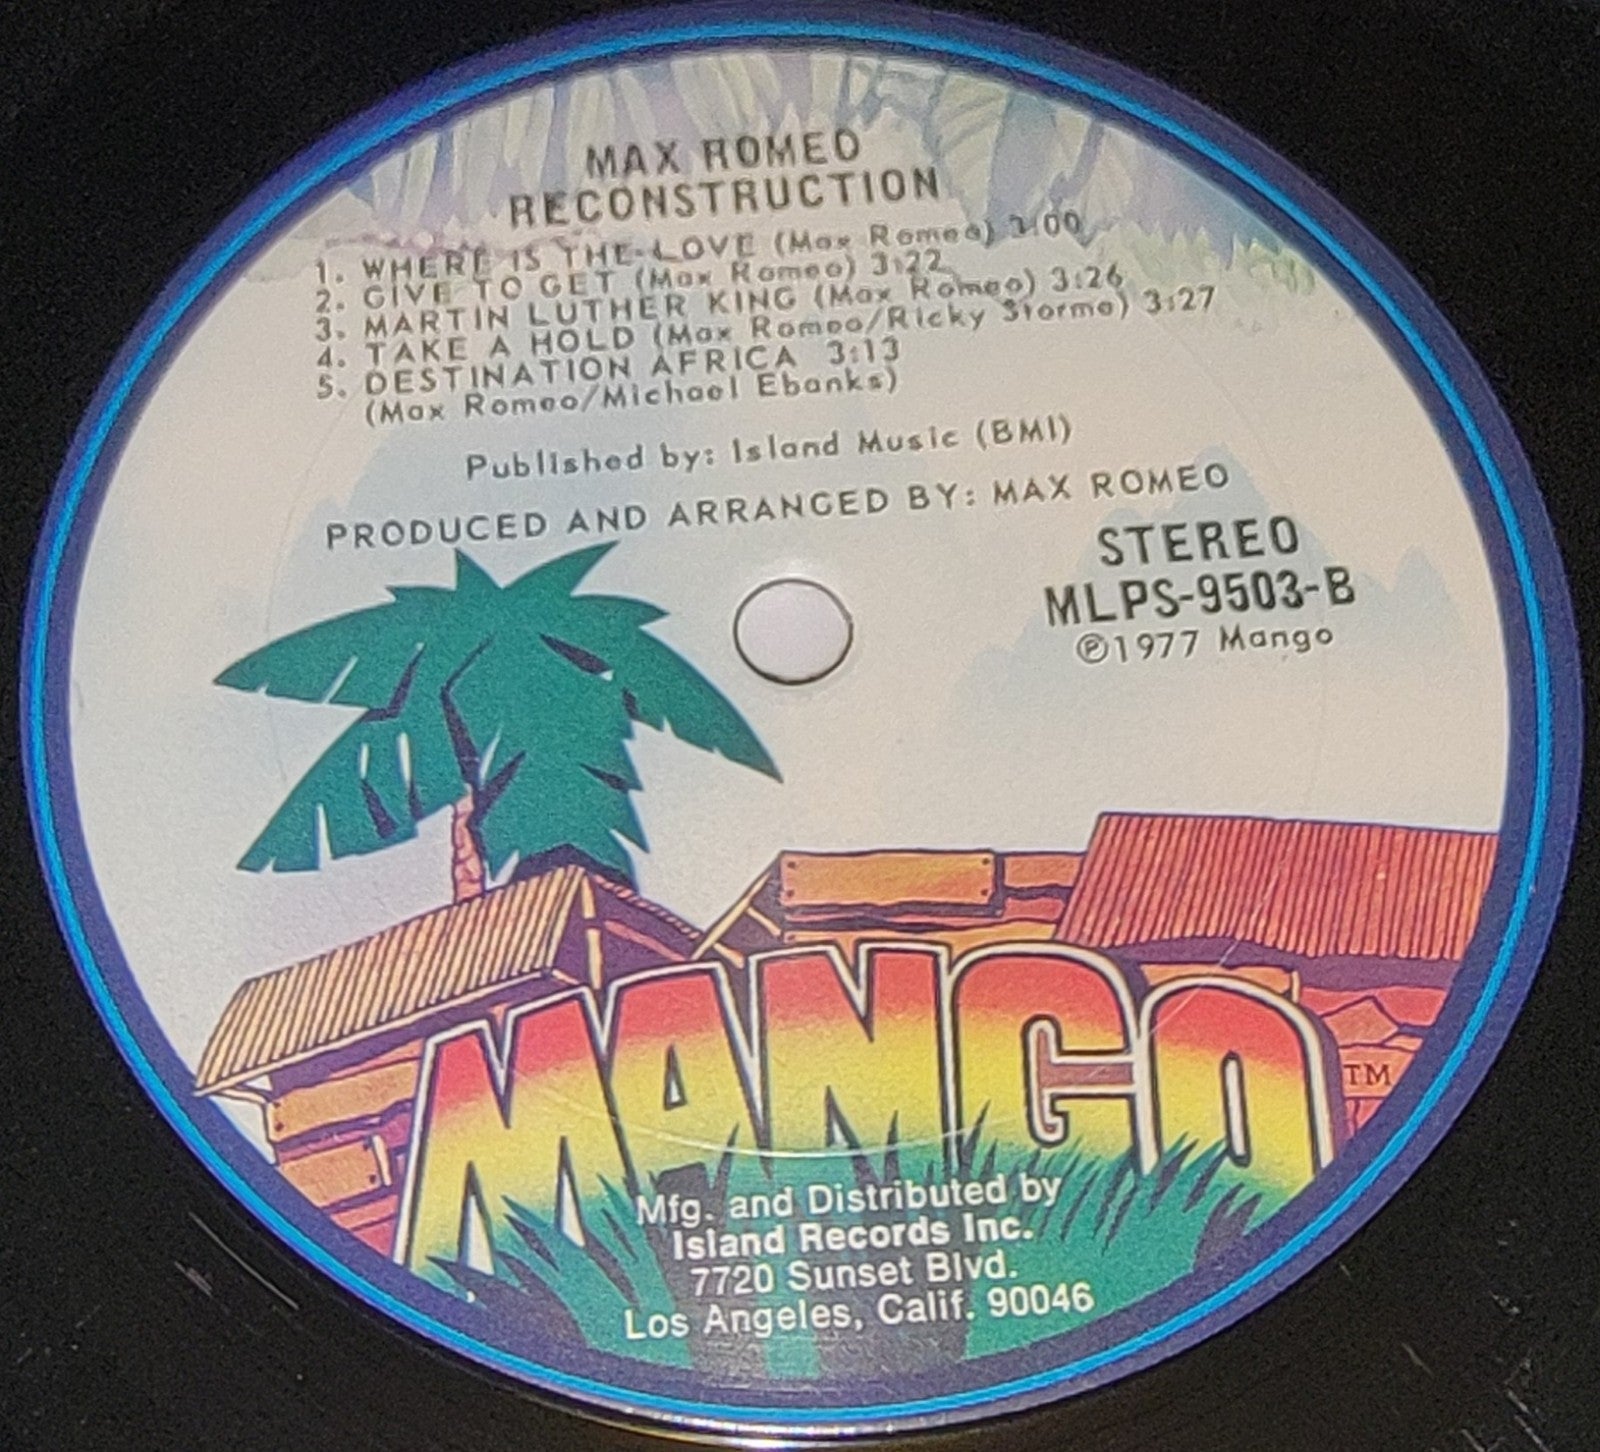 MAX ROMEO
RECONSTRUCTION
1. WHERE IS THE LOVE (Max Romeo)
2. GIVE TO GET (Max Romeo) 3:22
3. MARTIN LUTHER KING (Max Romeo) 3:26
4. TAKE A HOLD (Max Romeo/Ricky Storme) 3:27
5. DESTINATION AFRICA 3:13
(Max Romeo/Michael Ebanks)
Published by: Island Music (BMI)
PRODUCED AND ARRANGED BY: MAX ROMEO
STEREO
MLPS-9503-B
℗1977 Mango
MANGO TM
Mfg. and Distributed by
Island Records Inc.
7720 Sunset Blvd.
Los Angeles, Calif. 90046